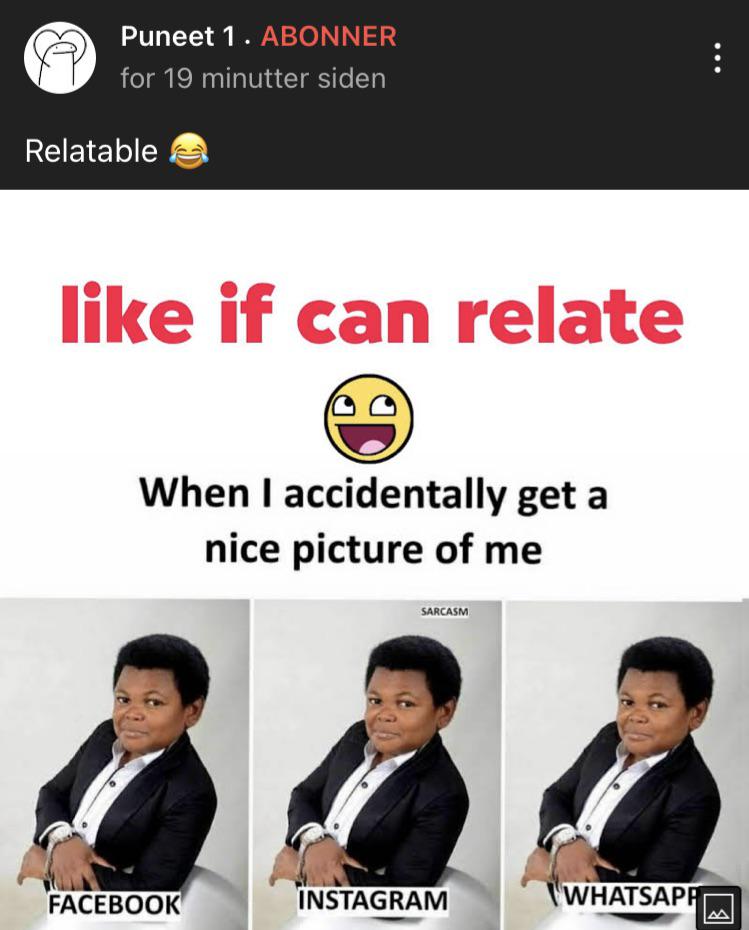 Puneet 1 · ABONNER
for 19 minutter siden
Relatable 😂
like if can relate
When I accidentally get a
nice picture of me
SARCASM
FACEBOOK
INSTAGRAM
WHATSAPP